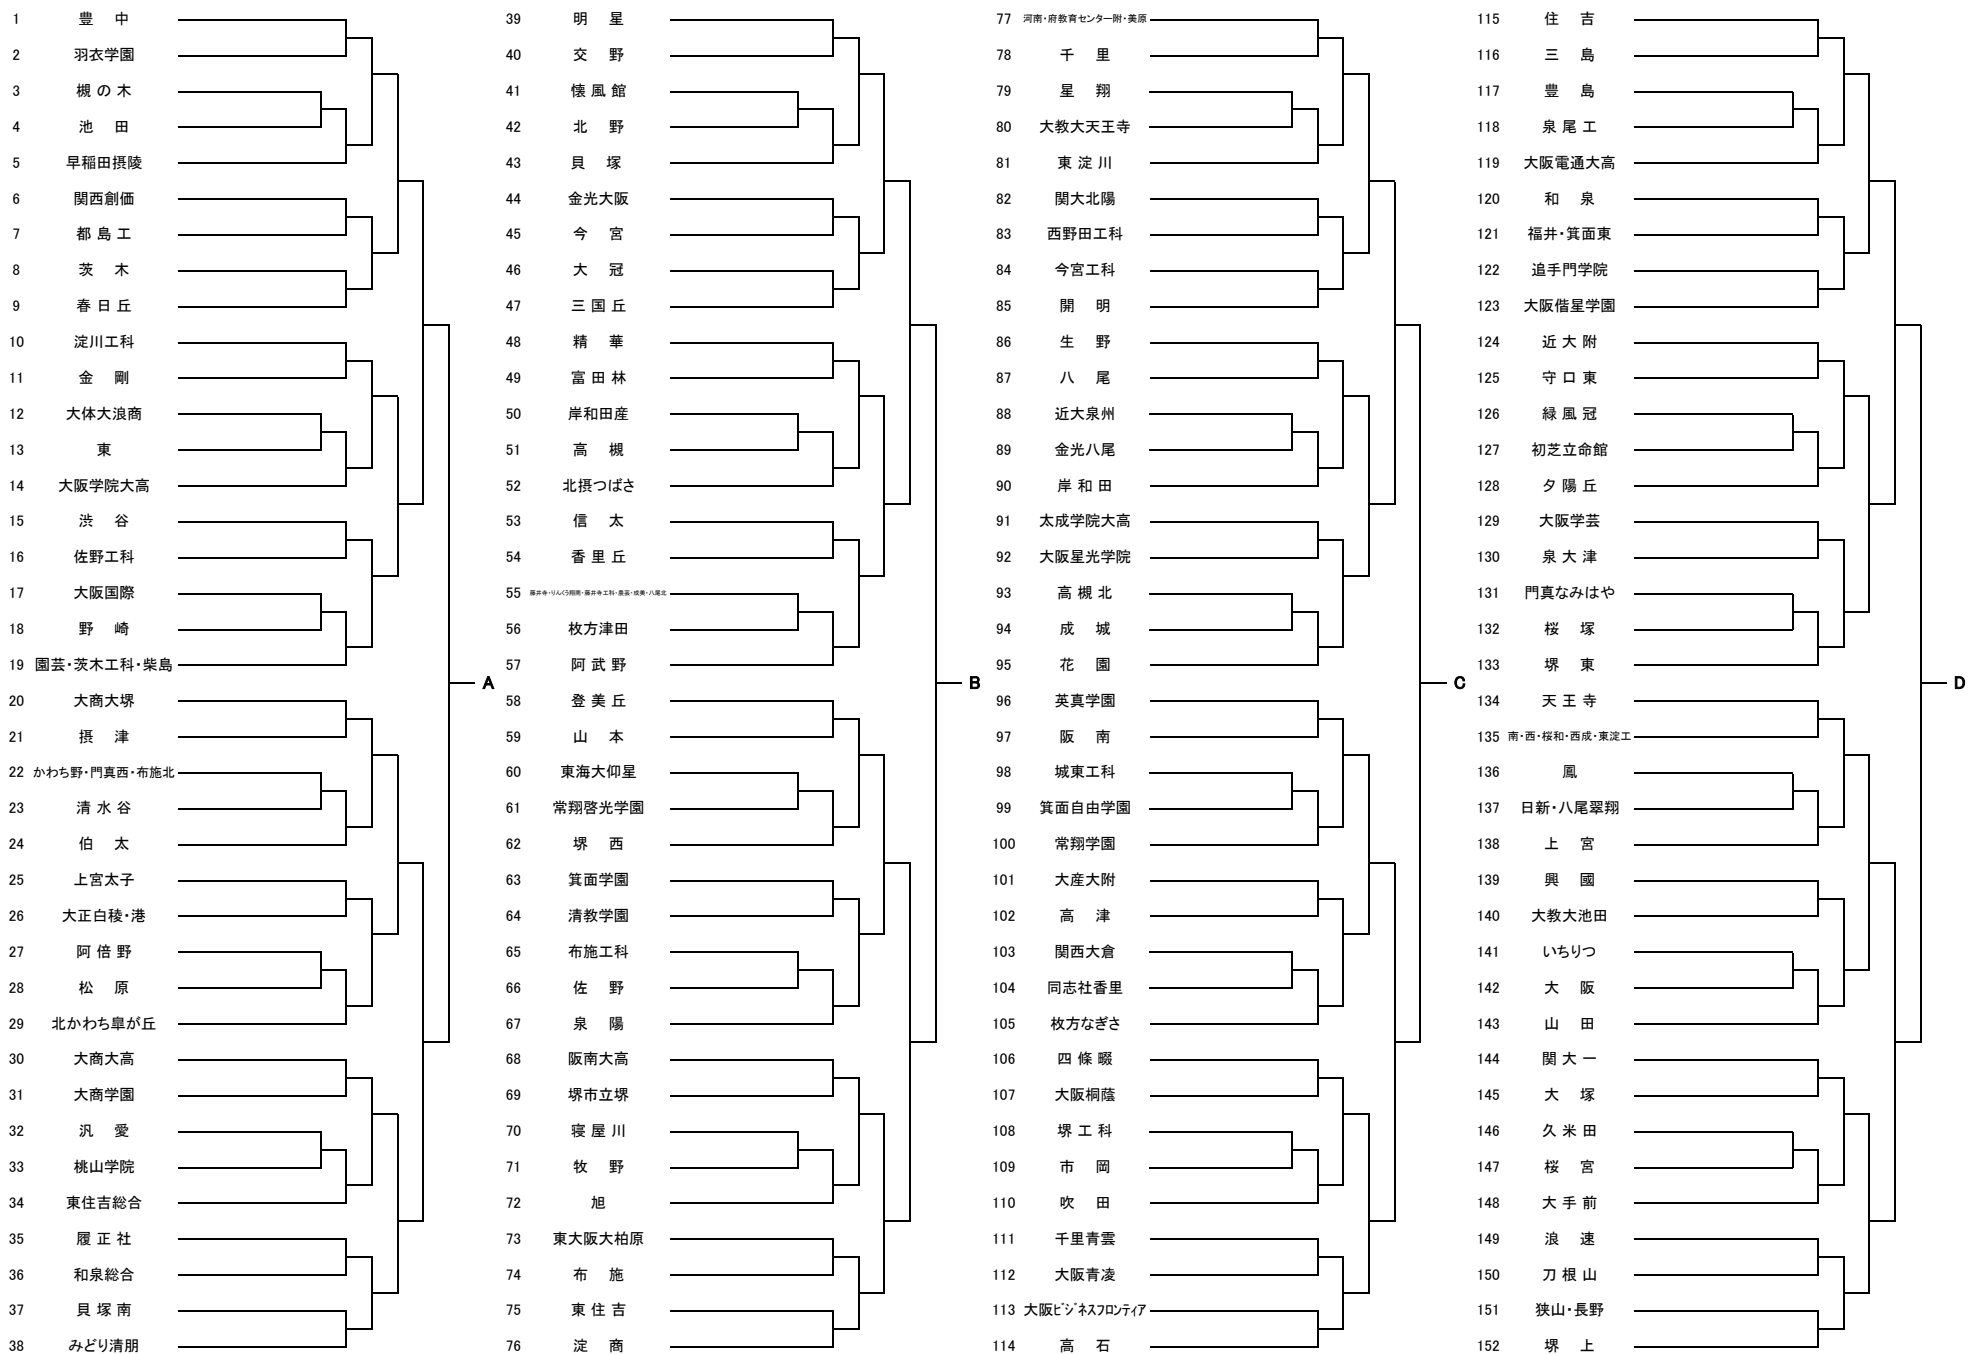 1 豊中
2 羽衣学園
3 槻の木
4 池田
5 早稲田摂陵
6 関西創価
7 都島工
8 茨木
9 春日丘
10 淀川工科
11 金剛
12 大体大浪商
13 東
14 大阪学院大高
15 渋谷
16 佐野工科
17 大阪国際
18 野崎
19 園芸・茨木工科・柴島
20 大商大堺
21 摂津
22 かわち野・門真西・布施北
23 清水谷
24 伯太
25 上宮太子
26 大正白稜・港
27 阿倍野
28 松原
29 北かわち皐が丘
30 大商大高
31 大商学園
32 汎愛
33 桃山学院
34 東住吉総合
35 履正社
36 和泉総合
37 貝塚南
38 みどり清朋
A
39 明星
40 交野
41 懐風館
42 北野
43 貝塚
44 金光大阪
45 今宮
46 大冠
47 三国丘
48 精華
49 富田林
50 岸和田産
51 高槻
52 北摂つばさ
53 信太
54 香里丘
55 藤井寺・りんくう翔南・藤井寺工科・農芸・成美・八尾北
56 枚方津田
57 阿武野
58 登美丘
59 山本
60 東海大仰星
61 常翔啓光学園
62 堺西
63 箕面学園
64 清教学園
65 布施工科
66 佐野
67 泉陽
68 阪南大高
69 堺市立堺
70 寝屋川
71 牧野
72 旭
73 東大阪大柏原
74 布施
75 東住吉
76 淀商
B
77 河南・府教育センター附・美原
78 千里
79 星翔
80 大教大天王寺
81 東淀川
82 関大北陽
83 西野田工科
84 今宮工科
85 開明
86 生野
87 八尾
88 近大泉州
89 金光八尾
90 岸和田
91 太成学院大高
92 大阪星光学院
93 高槻北
94 成城
95 花園
96 英真学園
97 阪南
98 城東工科
99 箕面自由学園
100 常翔学園
101 大産大附
102 高津
103 関西大倉
104 同志社香里
105 枚方なぎさ
106 四條畷
107 大阪桐蔭
108 堺工科
109 市岡
110 吹田
111 千里青雲
112 大阪青凌
113 大阪ﾋﾞｼﾞﾈｽﾌﾛﾝﾃｨｱ
114 高石
C
115 住吉
116 三島
117 豊島
118 泉尾工
119 大阪電通大高
120 和泉
121 福井・箕面東
122 追手門学院
123 大阪偕星学園
124 近大附
125 守口東
126 緑風冠
127 初芝立命館
128 夕陽丘
129 大阪学芸
130 泉大津
131 門真なみはや
132 桜塚
133 堺東
134 天王寺
135 南・西・桜和・西成・東淀工
136 鳳
137 日新・八尾翠翔
138 上宮
139 興國
140 大教大池田
141 いちりつ
142 大阪
143 山田
144 関大一
145 大塚
146 久米田
147 桜宮
148 大手前
149 浪速
150 刀根山
151 狭山・長野
152 堺上
D